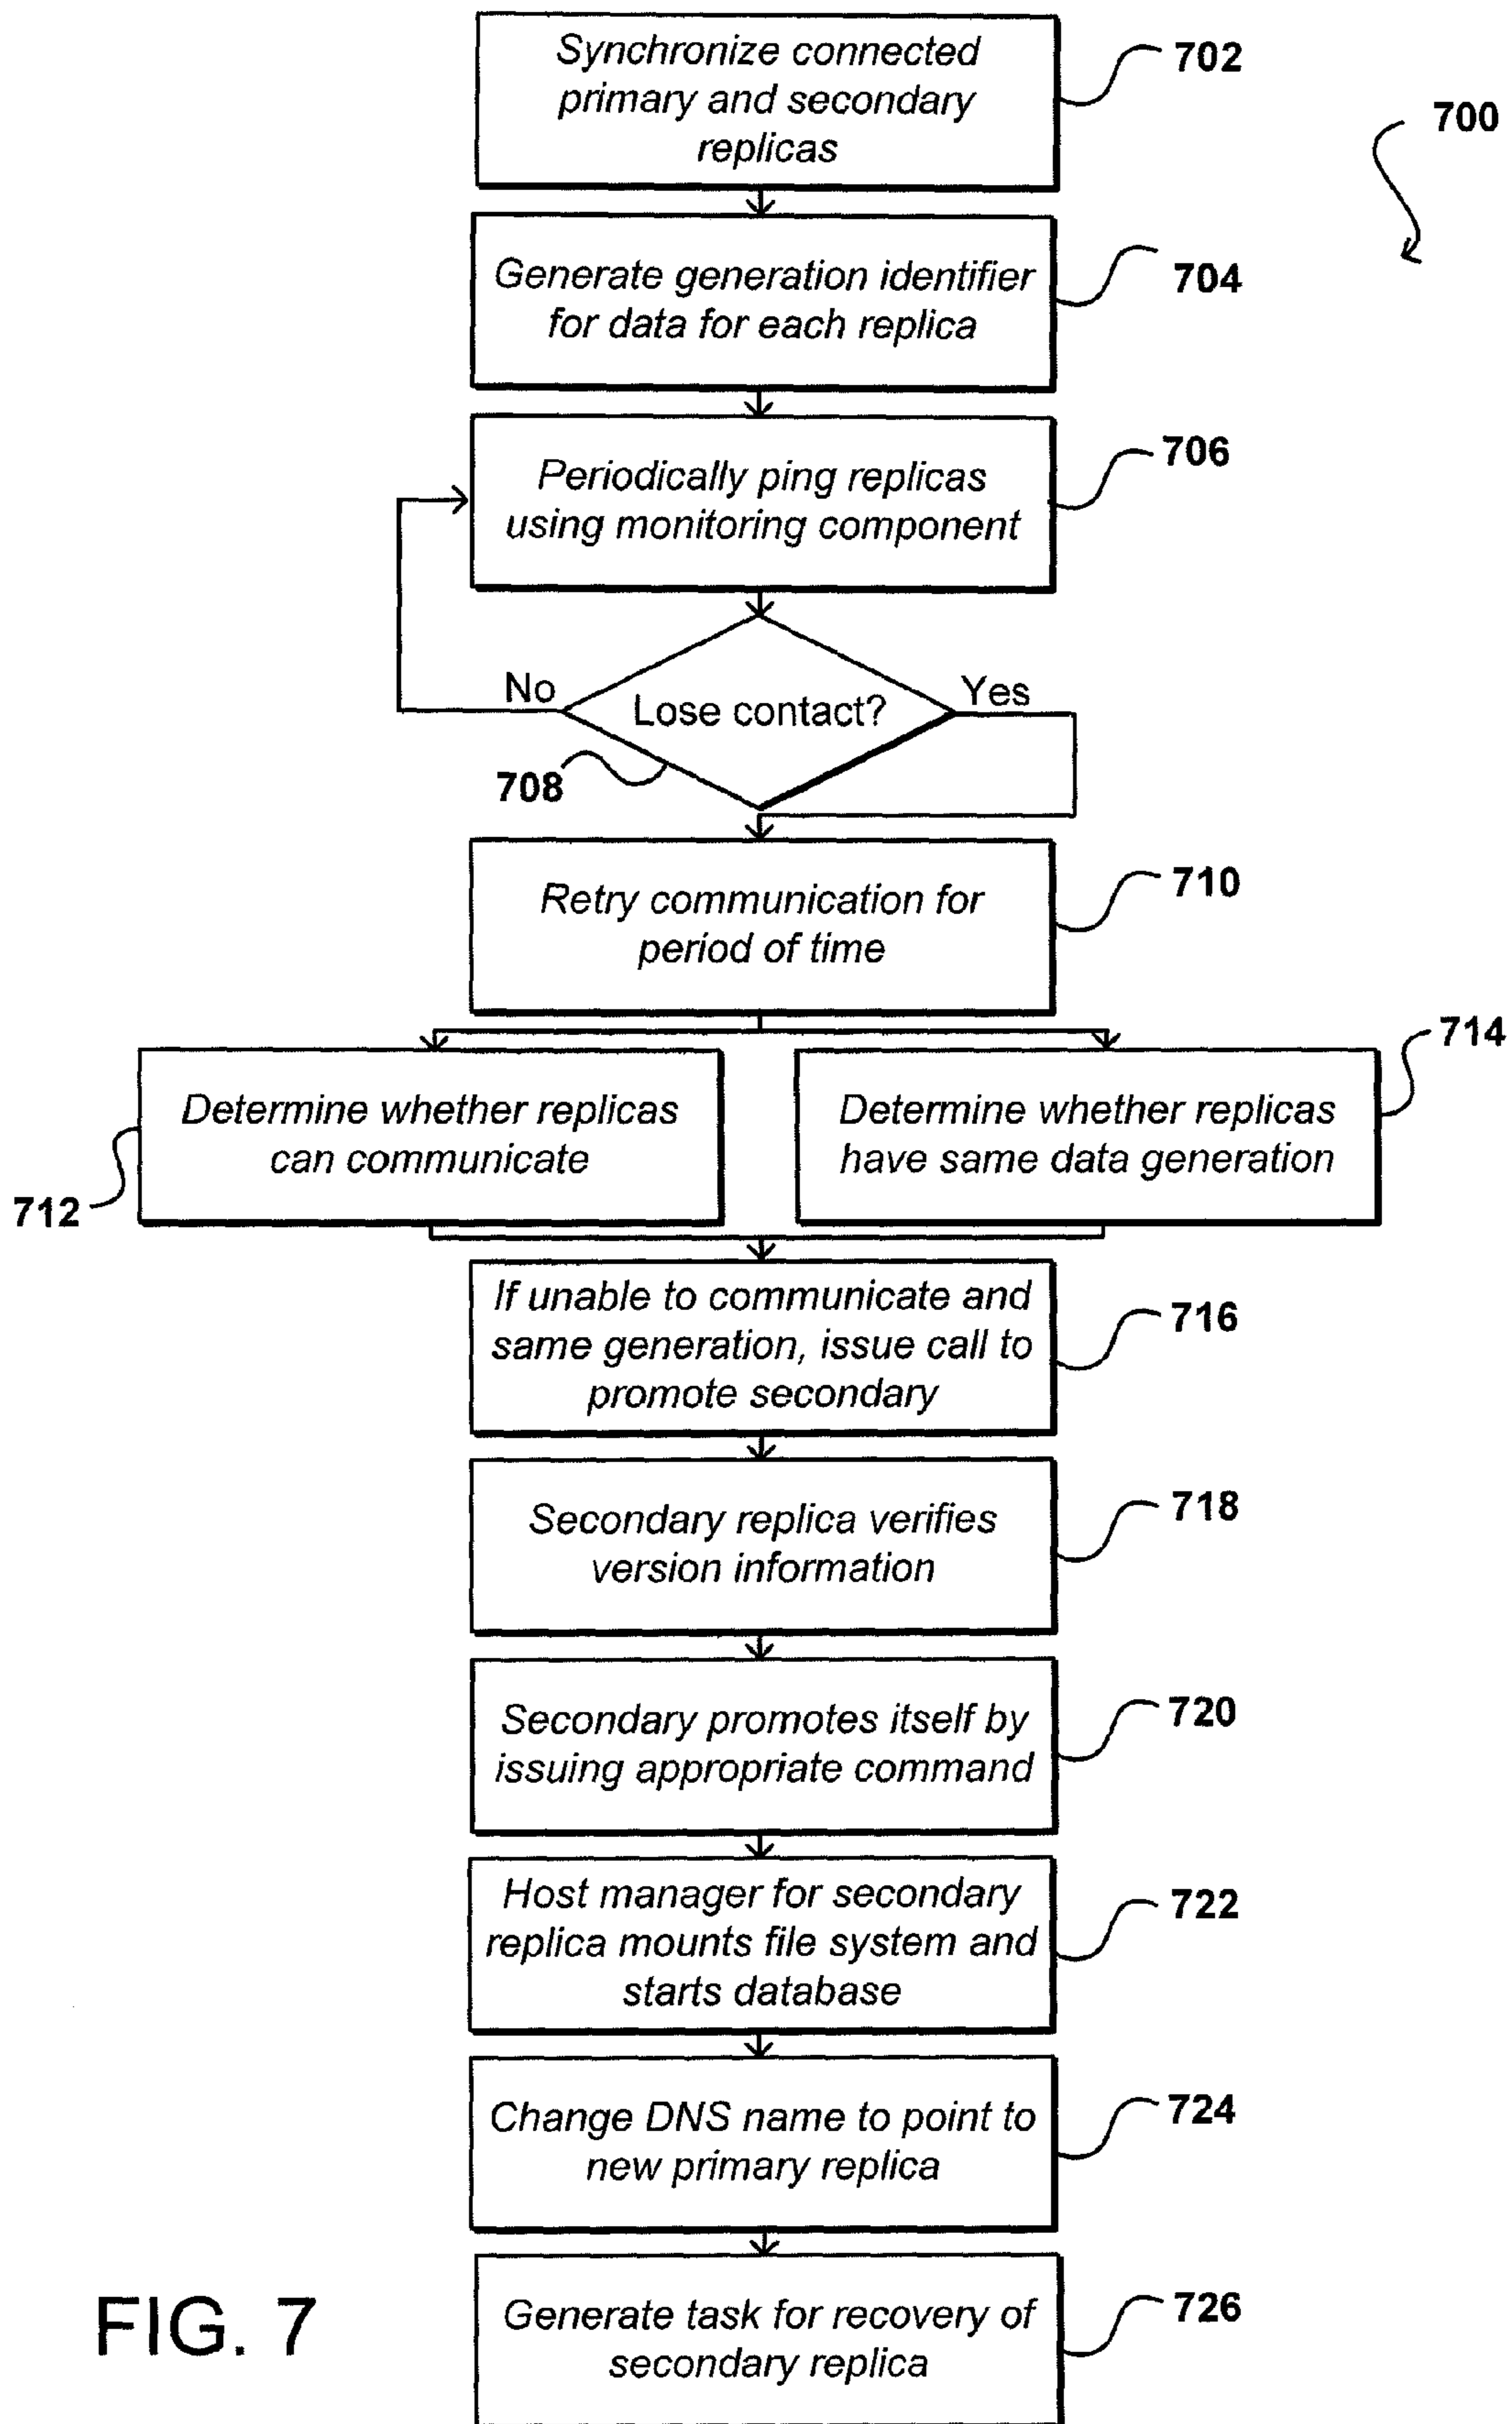 Synchronize connected
primary and secondary
replicas
702
700
Generate generation identifier
for data for each replica
704
Periodically ping replicas
using monitoring component
706
No
Lose contact?
Yes
708
Retry communication for
period of time
710
Determine whether replicas
can communicate
712
Determine whether replicas
have same data generation
714
If unable to communicate and
same generation, issue call to
promote secondary
716
Secondary replica verifies
version information
718
Secondary promotes itself by
issuing appropriate command
720
Host manager for secondary
replica mounts file system and
starts database
722
Change DNS name to point to
new primary replica
724
Generate task for recovery of
secondary replica
726
FIG. 7